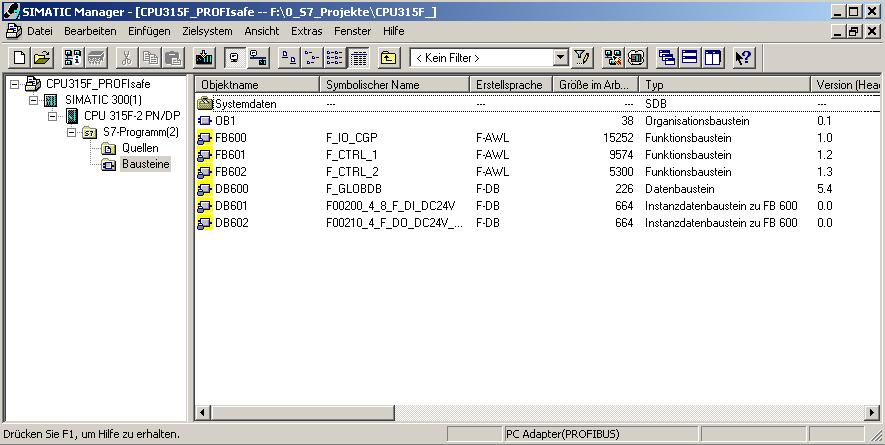 SIMATIC Manager - [CPU315F_PROFIsafe -- F:\0_S7_Projekte\CPU315F_]
Datei Bearbeiten Einfügen Zielsystem Ansicht Extras Fenster Hilfe
< Kein Filter >
CPU315F_PROFIsafe
SIMATIC 300(1)
CPU 315F-2 PN/DP
S7-Programm(2)
Quellen
Bausteine
Objektname Symbolischer Name Erstellsprache Größe im Arb... Typ Version (Head
Systemdaten --- --- --- SDB ---
OB1 38 Organisationsbaustein 0.1
FB600 F_IO_CGP F-AWL 15252 Funktionsbaustein 1.0
FB601 F_CTRL_1 F-AWL 9574 Funktionsbaustein 1.2
FB602 F_CTRL_2 F-AWL 5300 Funktionsbaustein 1.3
DB600 F_GLOBDB F-DB 226 Datenbaustein 5.4
DB601 F00200_4_8_F_DI_DC24V F-DB 664 Instanzdatenbaustein zu FB 600 0.0
DB602 F00210_4_F_DO_DC24V_... F-DB 664 Instanzdatenbaustein zu FB 600 0.0
Drücken Sie F1, um Hilfe zu erhalten. PC Adapter(PROFIBUS)